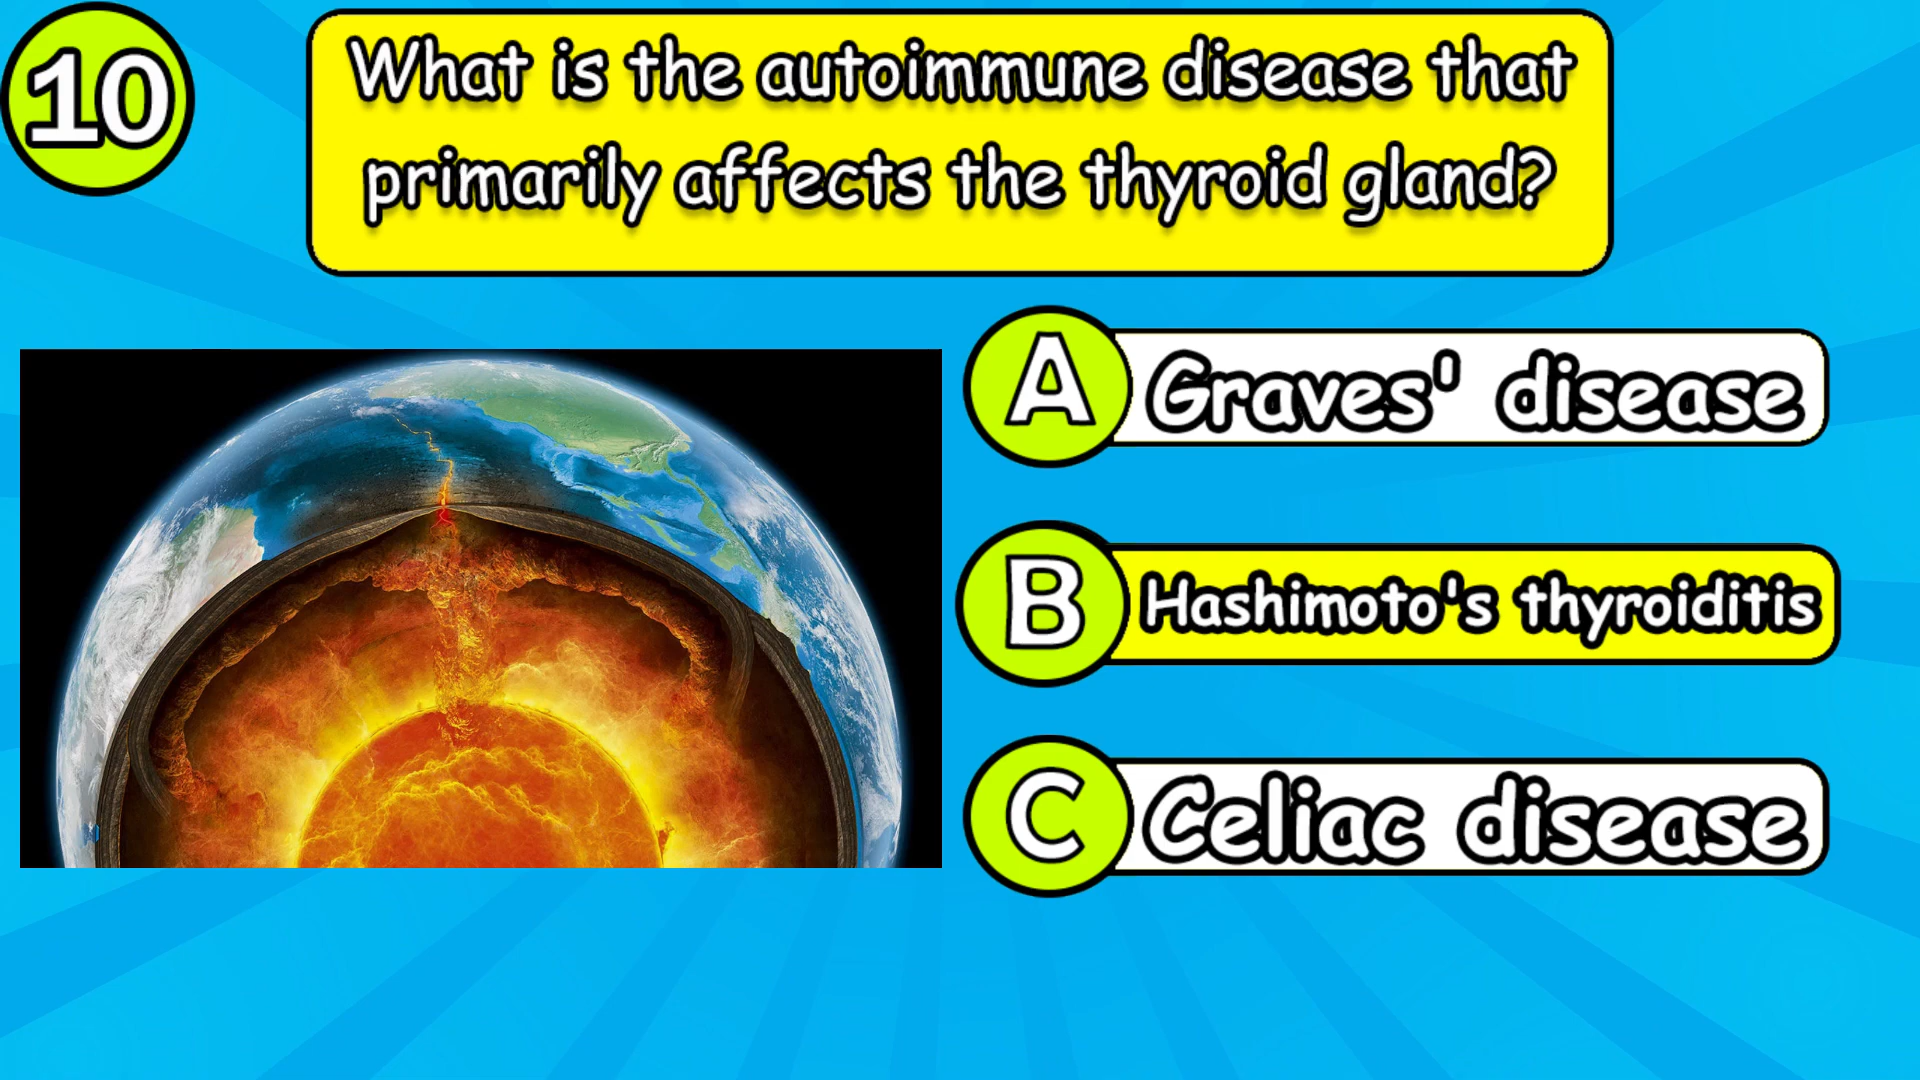 10
What is the autoimmune disease that
primarily affects the thyroid gland?
A Graves' disease
B Hashimoto's thyroiditis
C Celiac disease